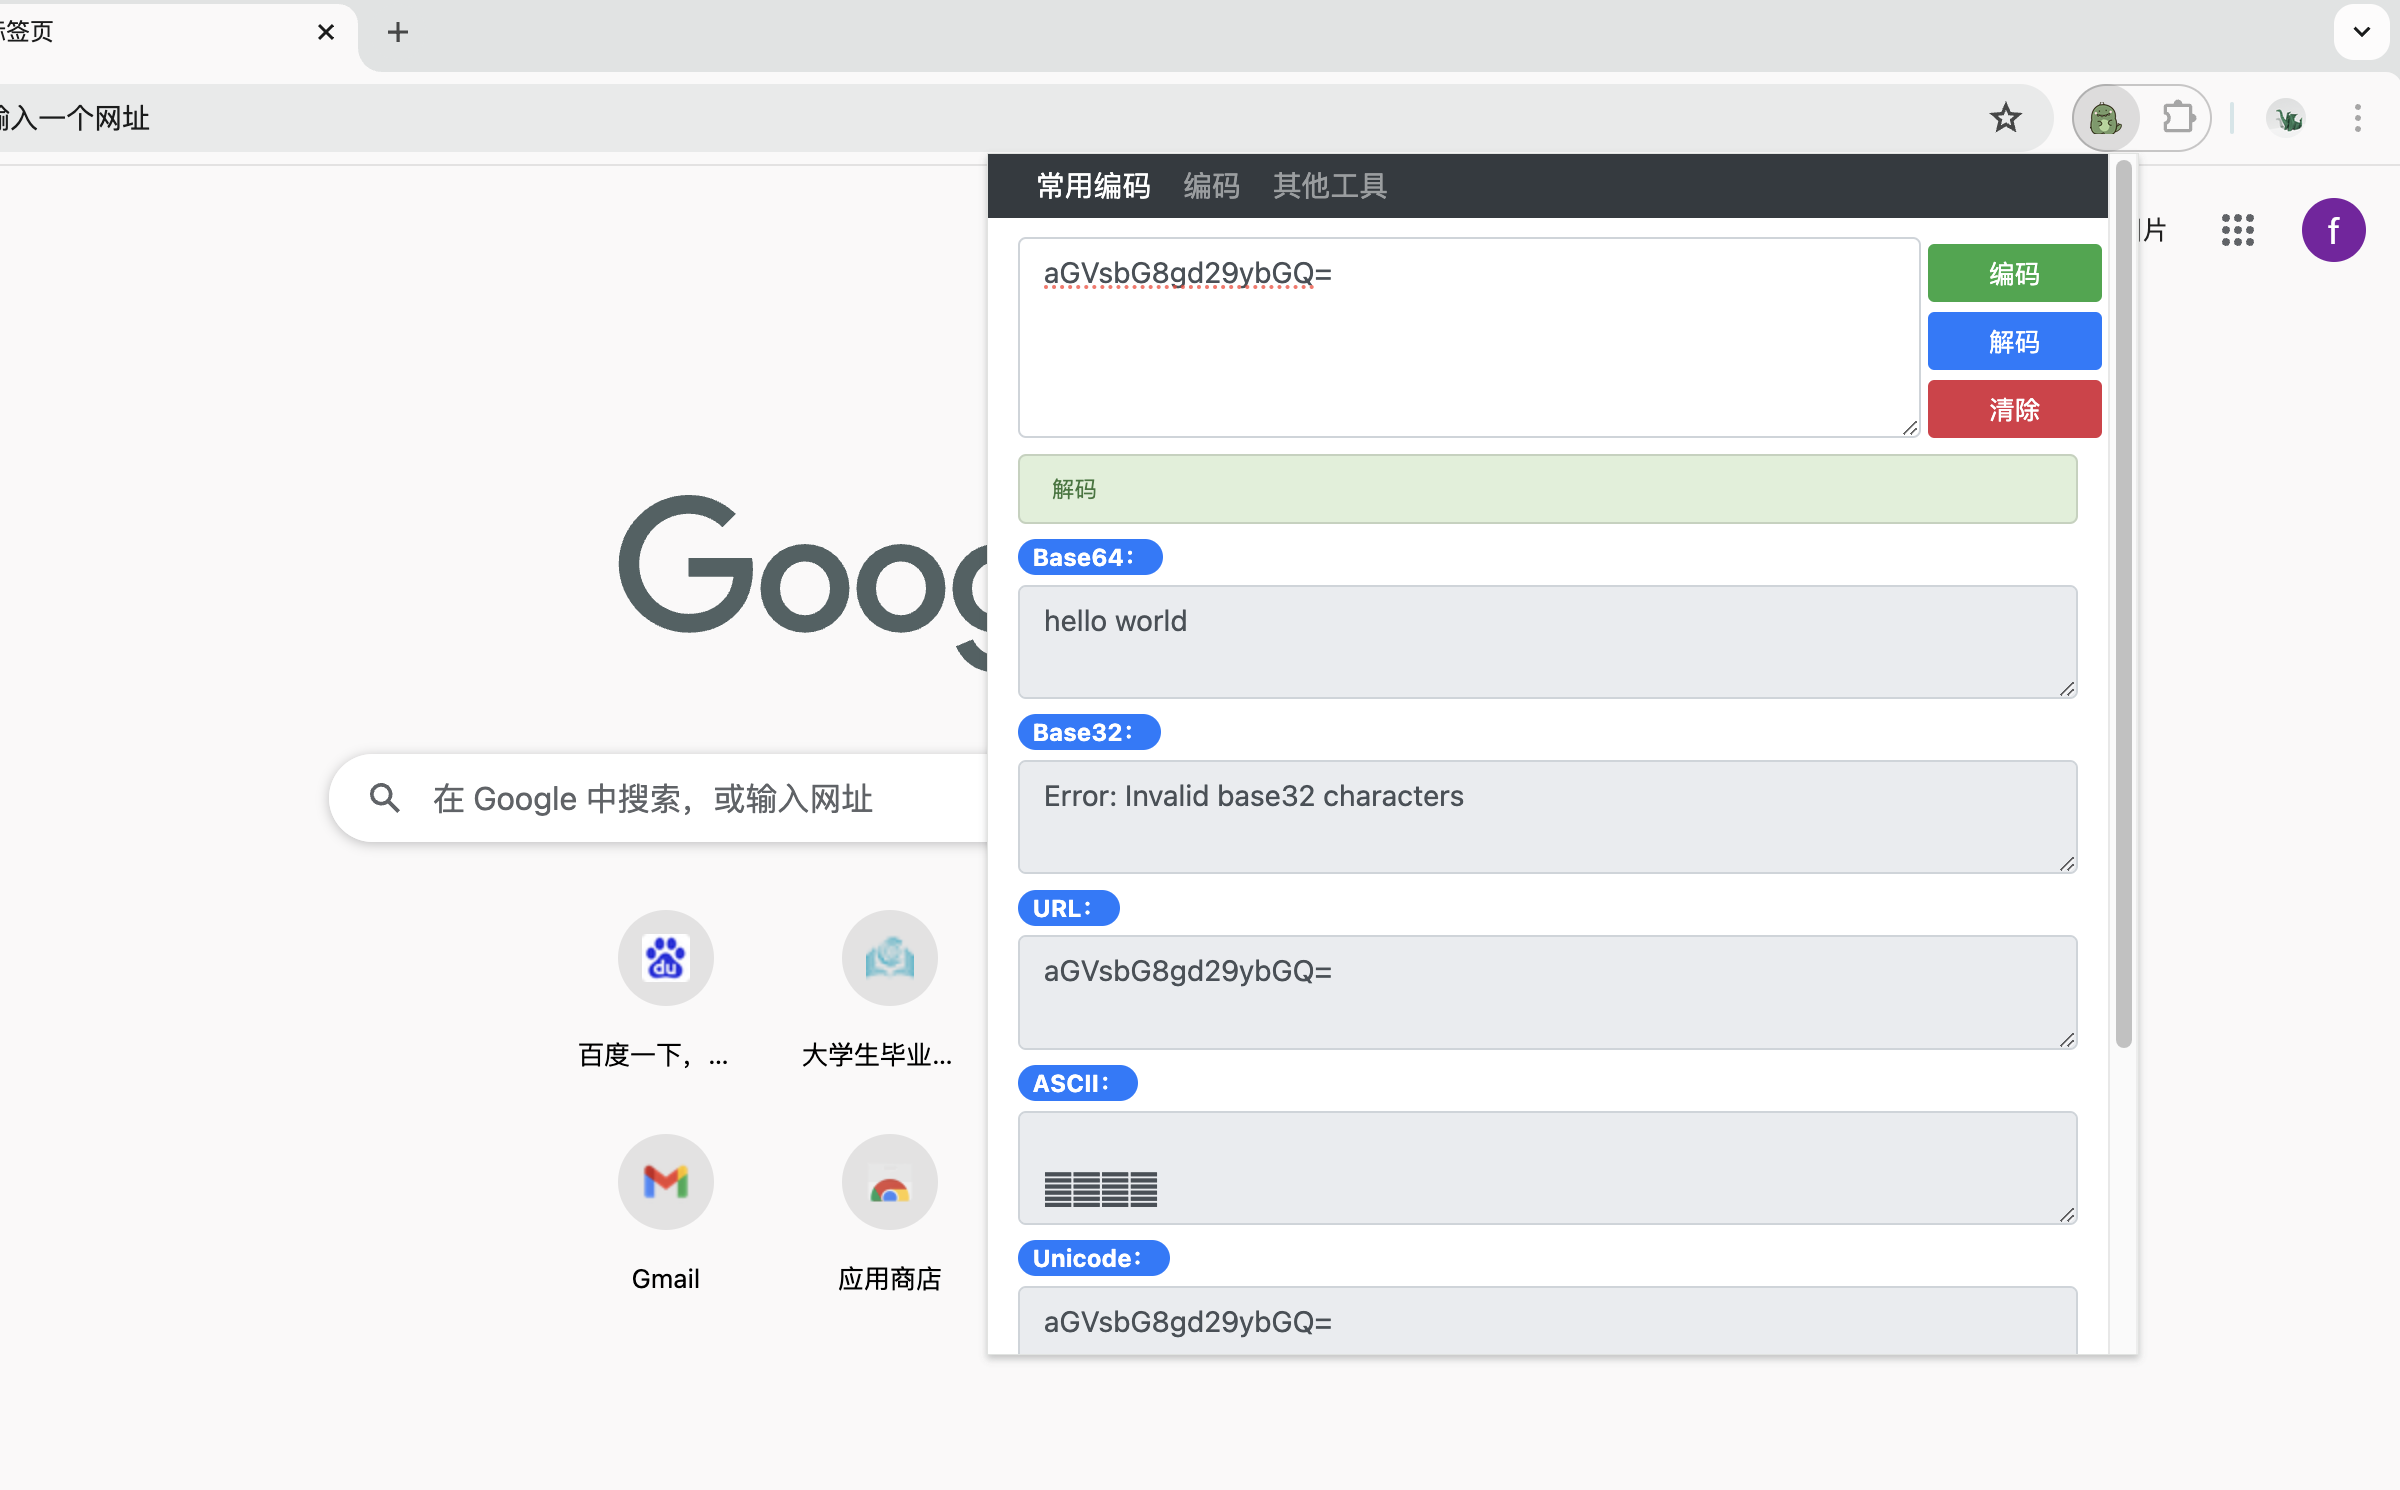 签页
输入一个网址
常用编码 编码 其他工具
片
f
aGVsbG8gd29ybGQ=
编码
解码
清除
解码
Base64：
hello world
Base32：
Error: Invalid base32 characters
URL：
aGVsbG8gd29ybGQ=
ASCII：
Unicode：
aGVsbG8gd29ybGQ=
Goog
在 Google 中搜索，或输入网址
du
百度一下，...
大学生毕业...
Gmail
应用商店